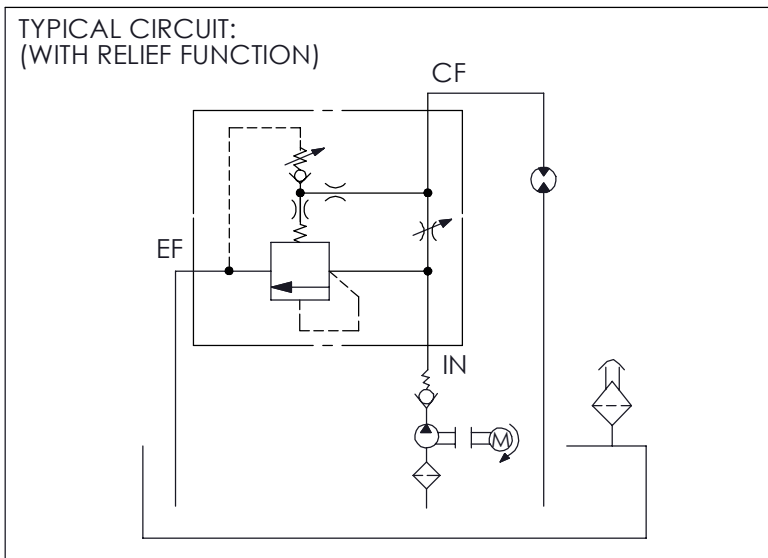 TYPICAL CIRCUIT:
(WITH RELIEF FUNCTION)
CF
EF
IN
M